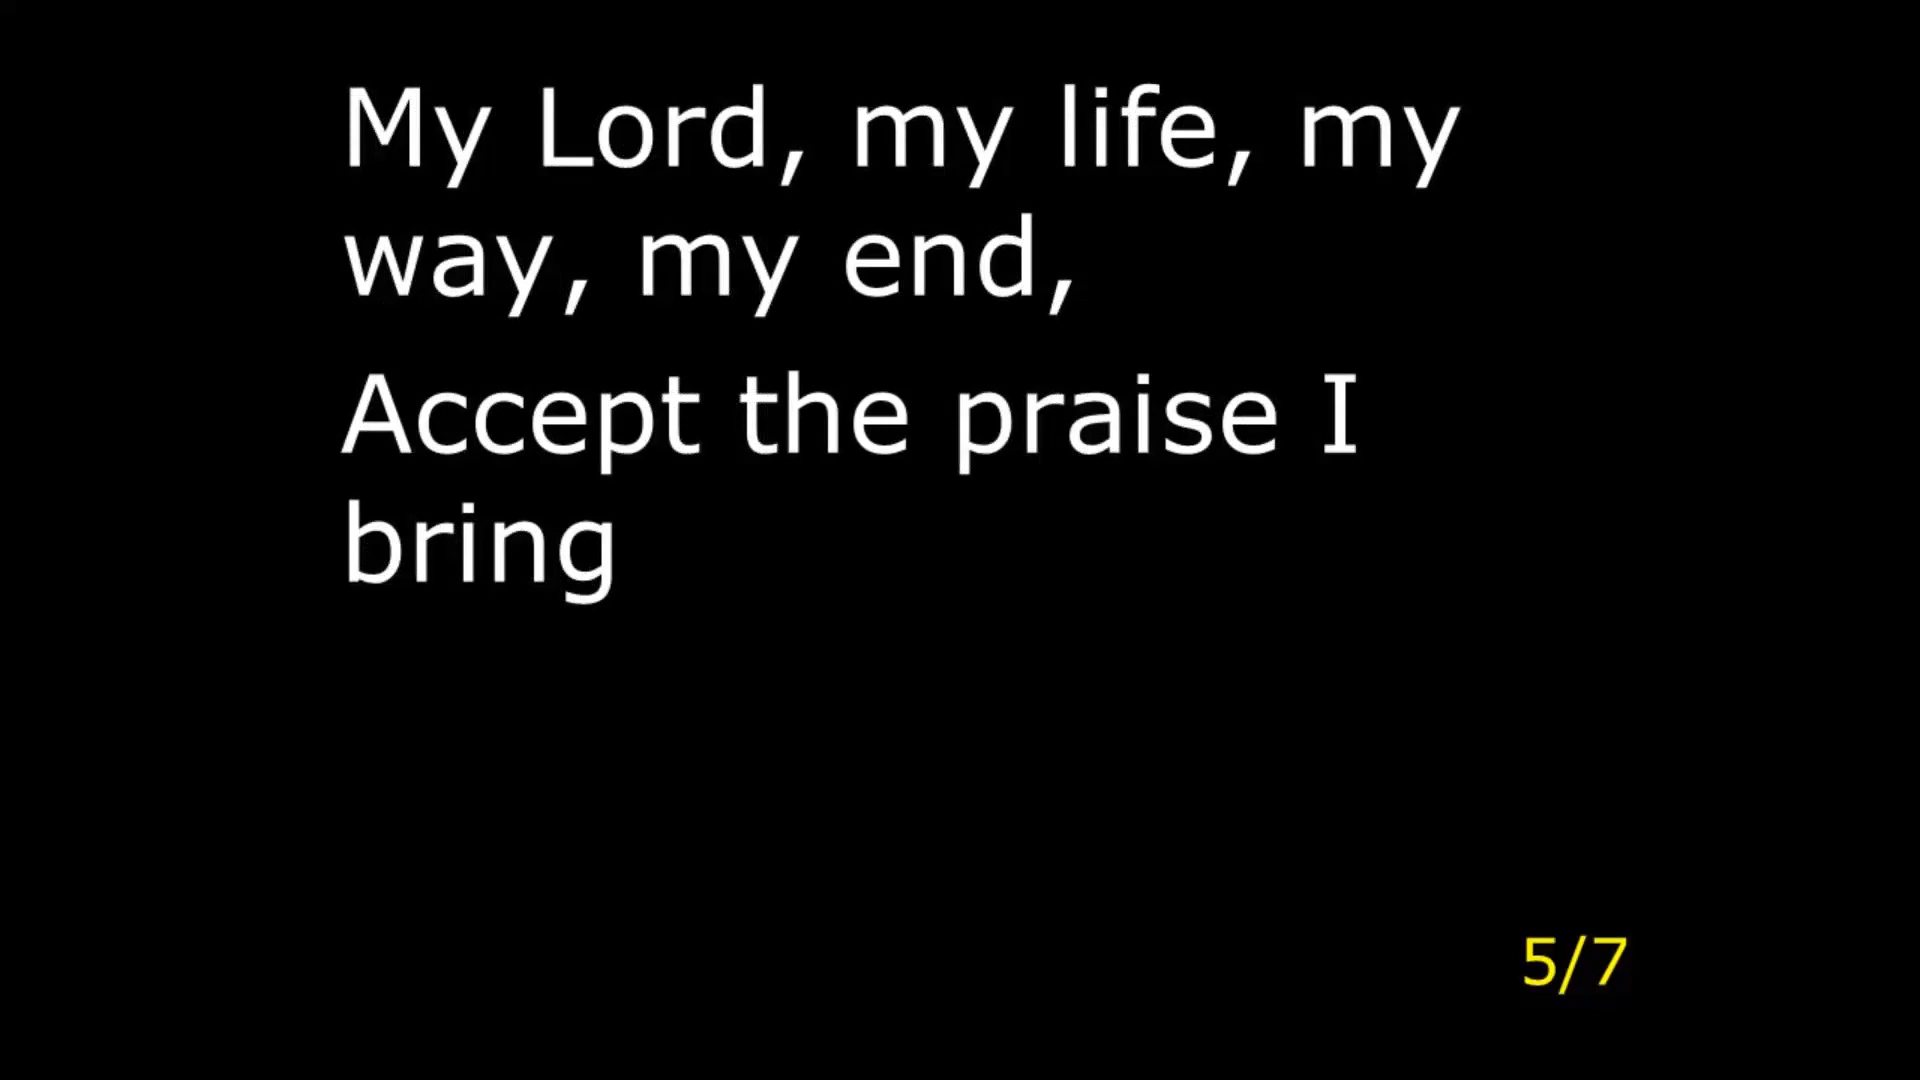 My Lord, my life, my
way, my end,
Accept the praise I
bring
5/7